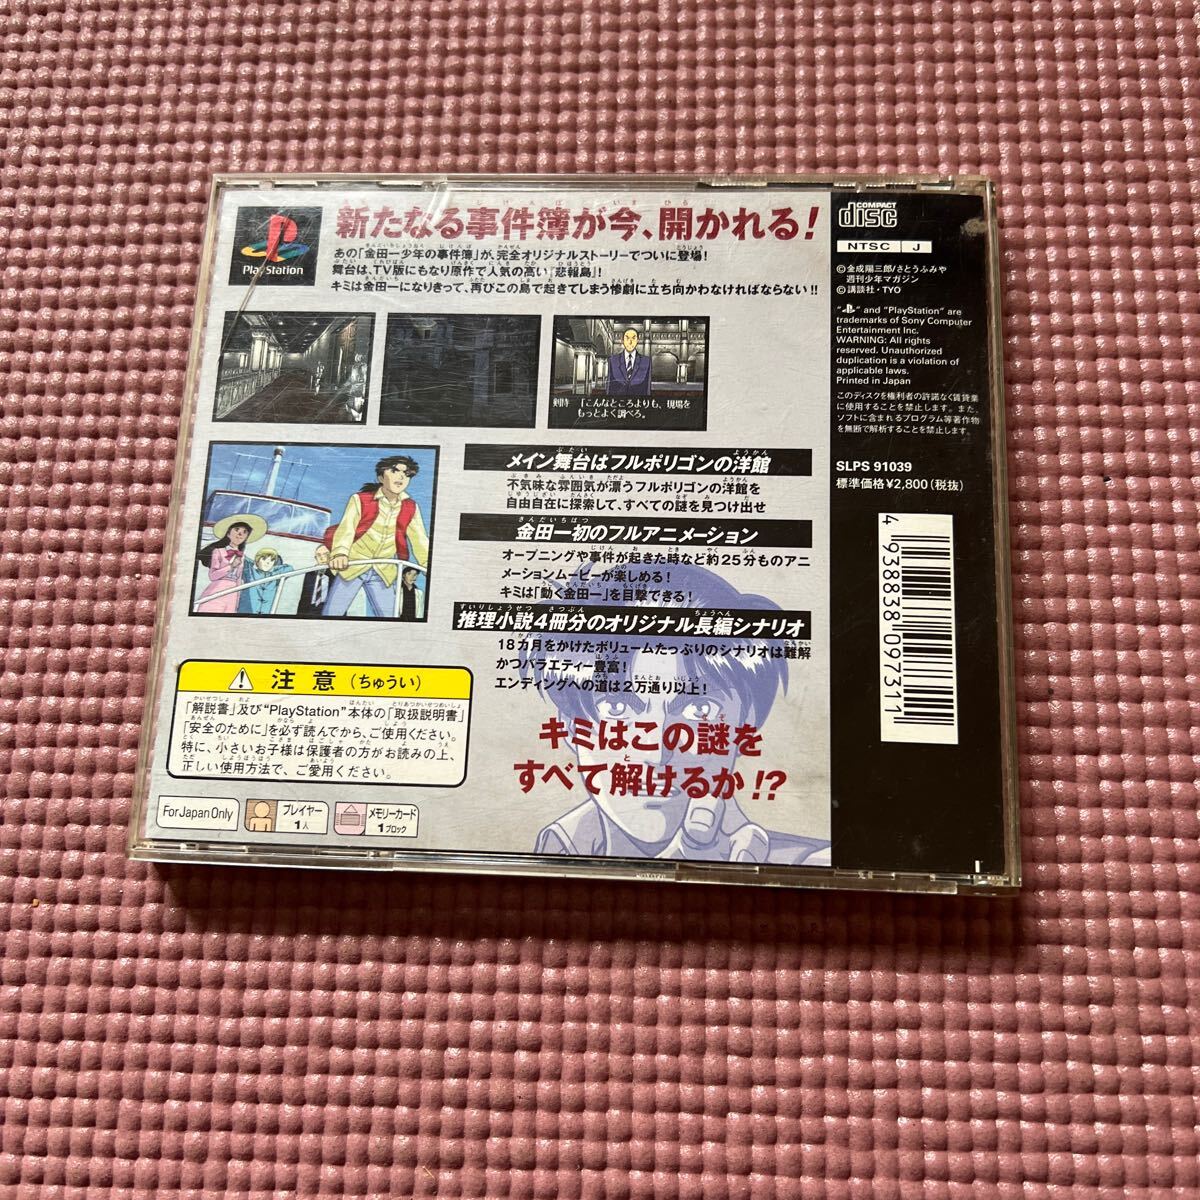 PlayStation
新たなる事件簿が今、開かれる!
あの「金田一少年の事件簿」が、完全オリジナルストーリーでついに登場!
舞台は、TV版にもなり原作で人気の高い「悲報島」!
キミは金田一になりきって、再びこの島で起きてしまう惨劇に立ち向かわなければならない!!
剣持 「こんなところよりも、現場を
もっとよく調べろ。
メイン舞台はフルポリゴンの洋館
不気味な雰囲気が漂うフルポリゴンの洋館を
自由自在に探索して、すべての謎を見つけ出せ
金田一初のフルアニメーション
オープニングや事件が起きた時など約25分ものアニ
メーションムービーが楽しめる!
キミは「動く金田一」を目撃できる!
推理小説4冊分のオリジナル長編シナリオ
18カ月をかけたボリュームたっぷりのシナリオは難解
かつバラエティー豊富!
エンディングへの道は2万通り以上!
キミはこの謎を
すべて解けるか!?
注意(ちゅうい)
「解説書」及び“PlayStation”本体の「取扱説明書」
「安全のために」を必ず読んでから、ご使用ください。
特に、小さいお子様は保護者の方がお読みの上、
正しい使用方法で、ご愛用ください。
For Japan Only
プレイヤー
1人
メモリーカード
1ブロック
COMPACT
disc
NTSC J
©金成陽三郎/さとうふみや
週刊少年マガジン
©講談社・TYO
“ ” and “PlayStation” are
trademarks of Sony Computer
Entertainment Inc.
WARNING: All rights
reserved. Unauthorized
duplication is a violation of
applicable laws.
Printed in Japan
このディスクを権利者の許諾なく賃貸業
に使用することを禁止します。また、
ソフトに含まれるプログラム等著作物
を無断で解析することを禁止します。
SLPS 91039
標準価格¥2,800(税抜)
4 938838 097311